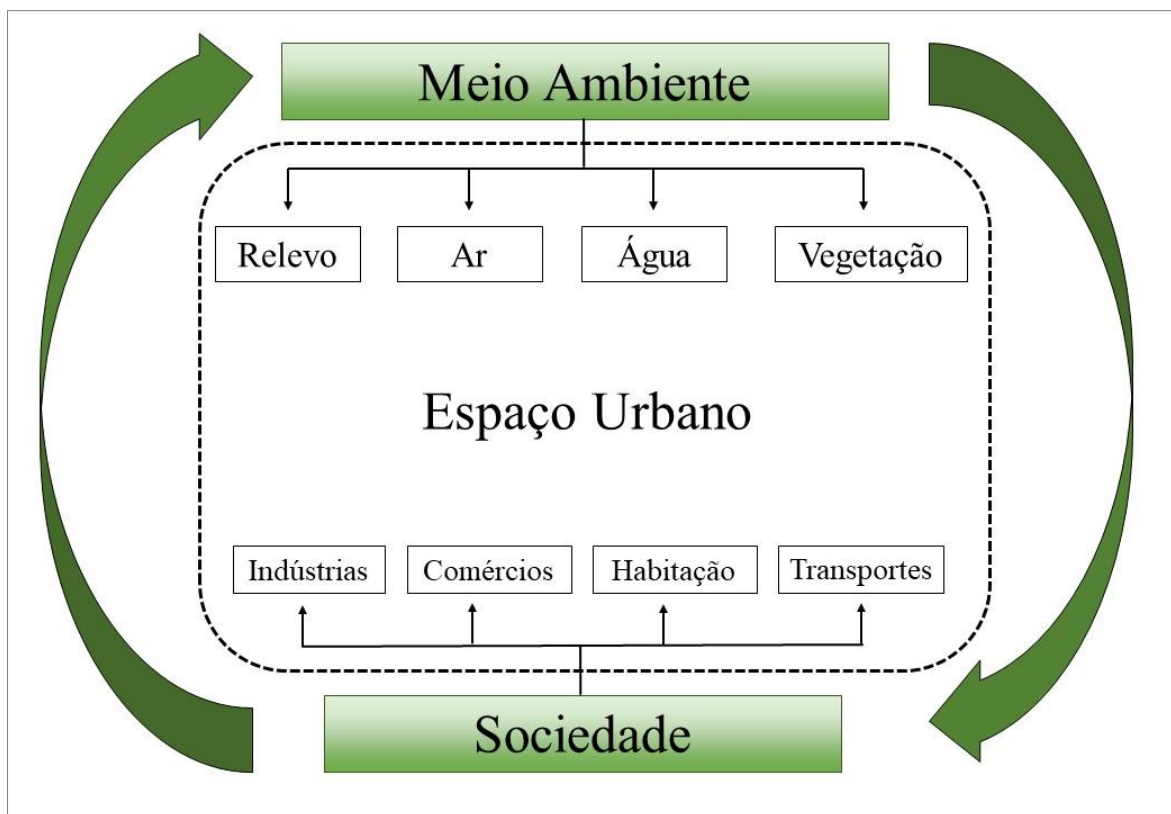 Meio Ambiente
Relevo
Ar
Água
Vegetação
Espaço Urbano
Indústrias
Comércios
Habitação
Transportes
Sociedade